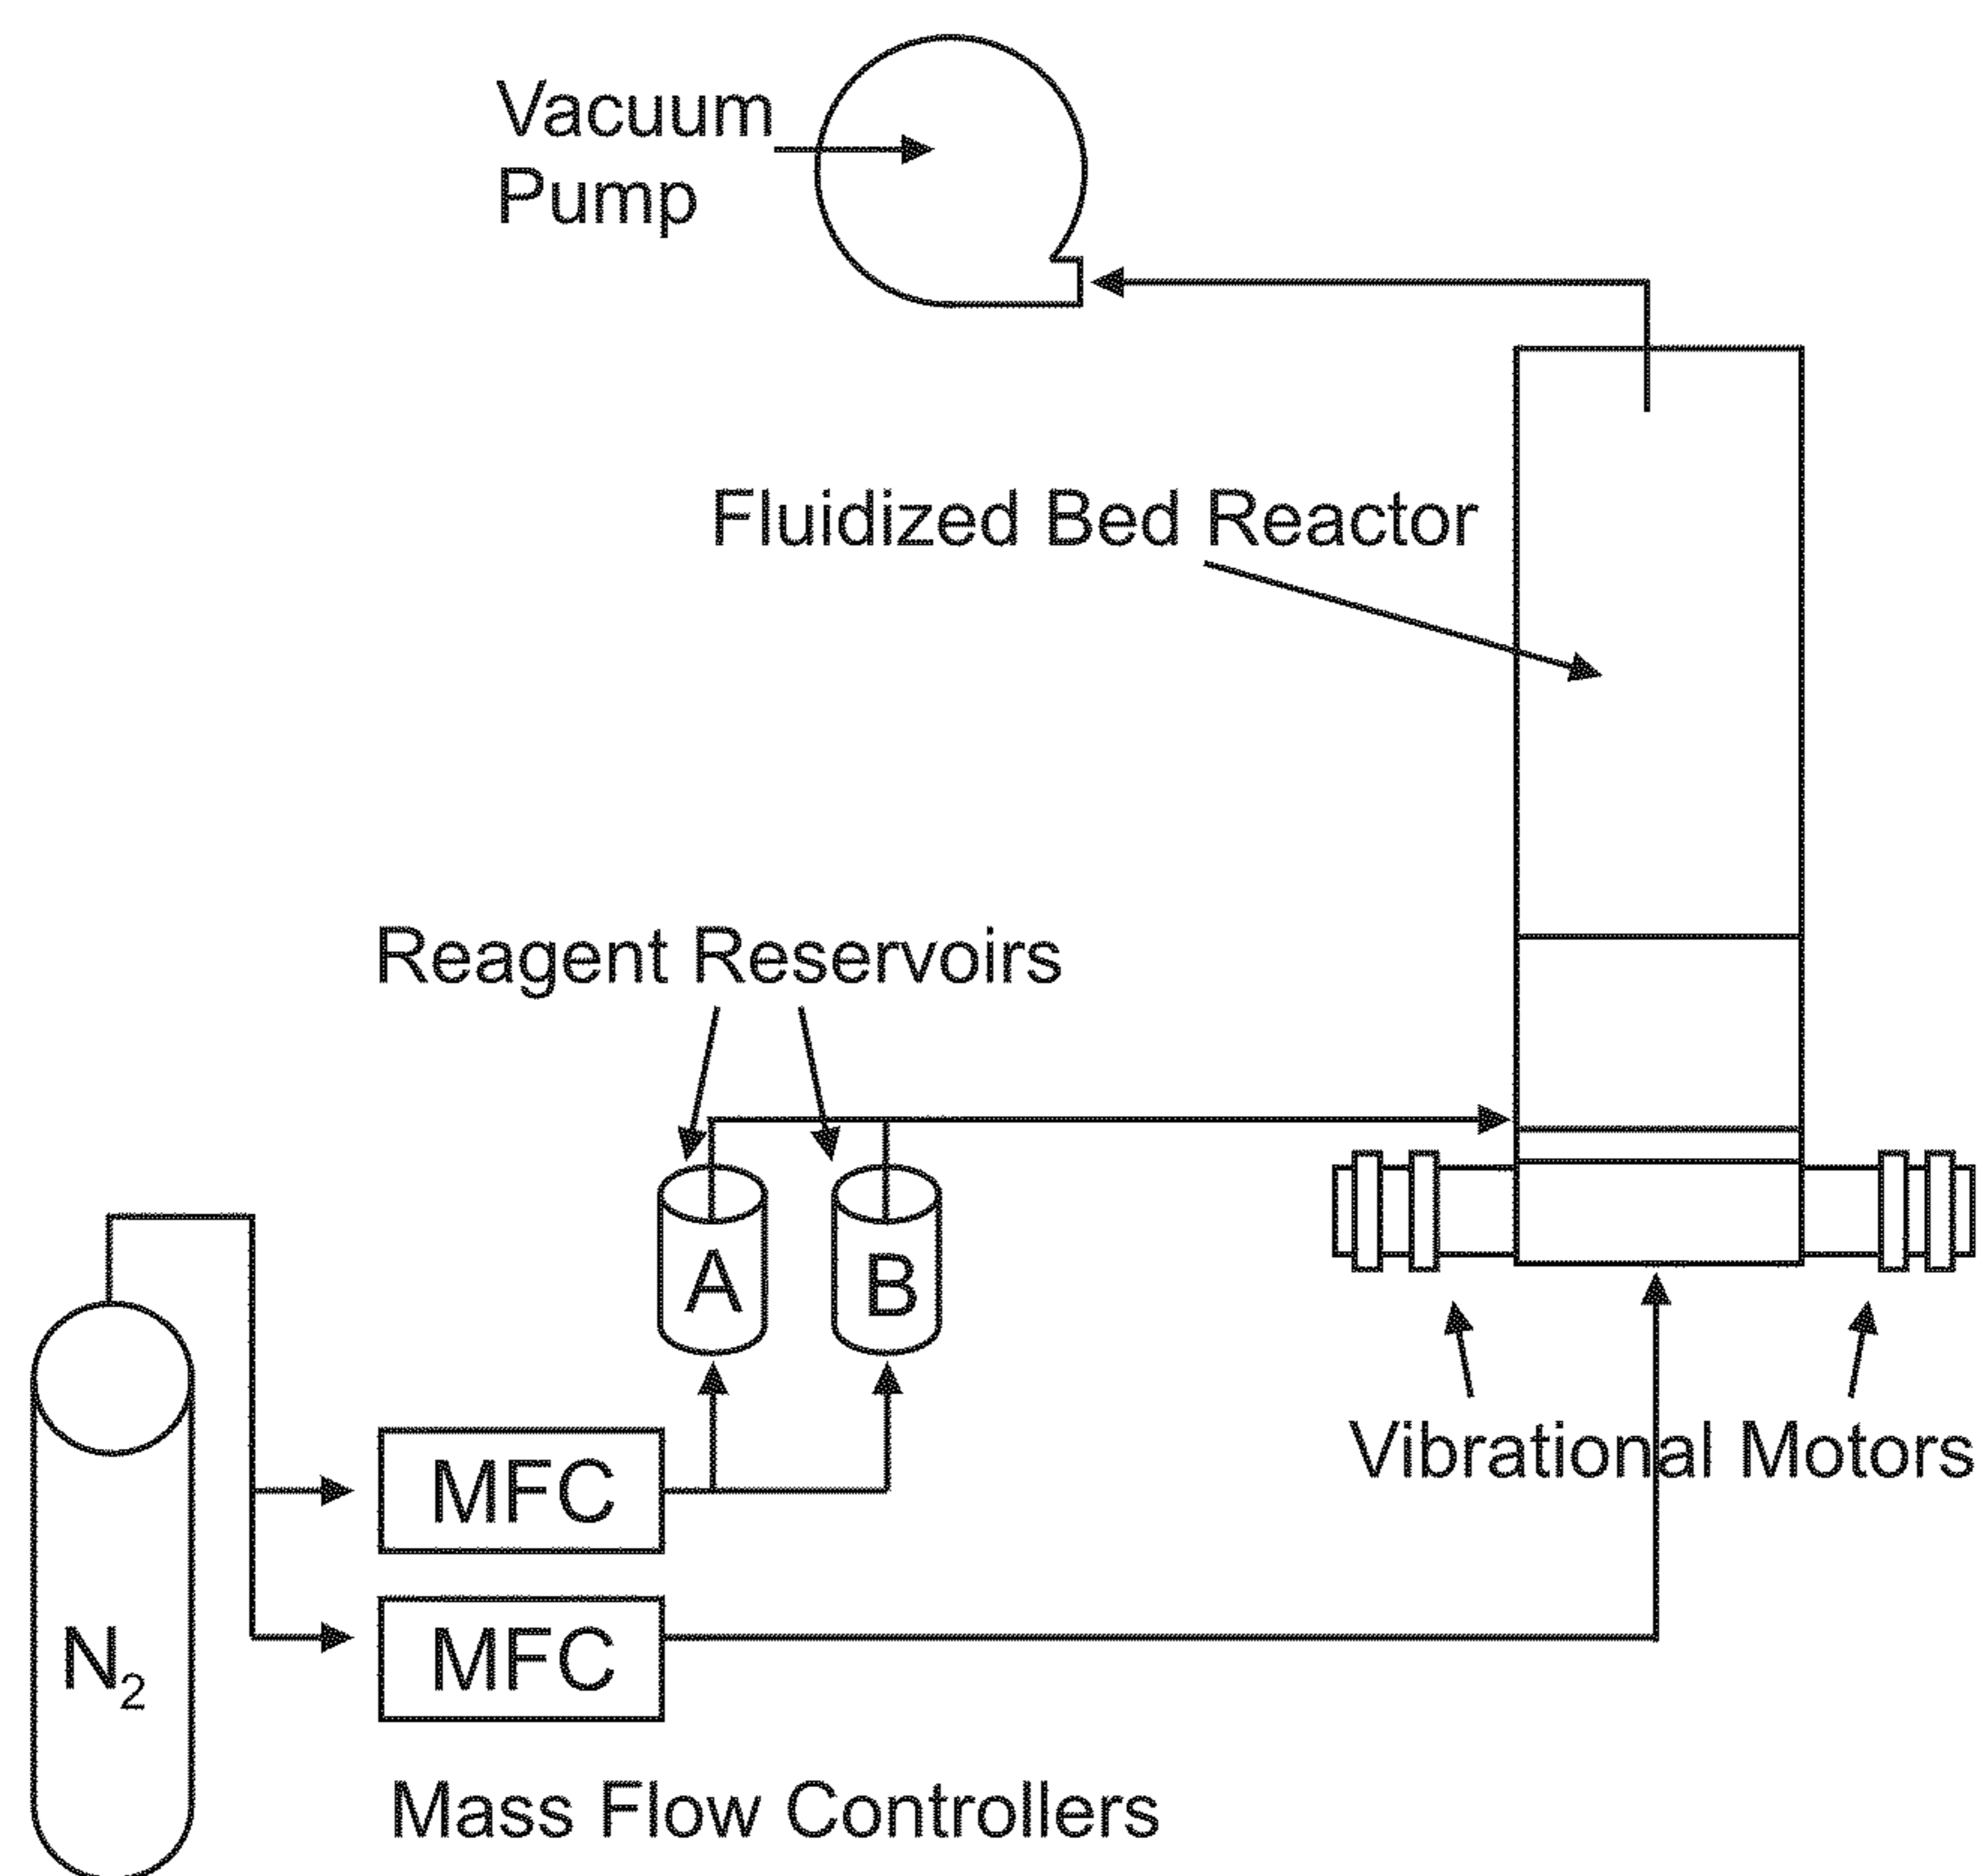 Vacuum
Pump
Fluidized Bed Reactor
Reagent Reservoirs
A
B
Vibrational Motors
MFC
MFC
N₂
Mass Flow Controllers